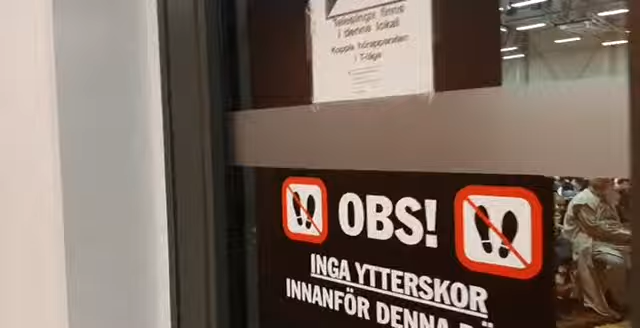 Teleslinga finns
i denna lokal
Koppla hörapparaten
i T-läge
OBS!
INGA YTTERSKOR
INNANFÖR DENNA